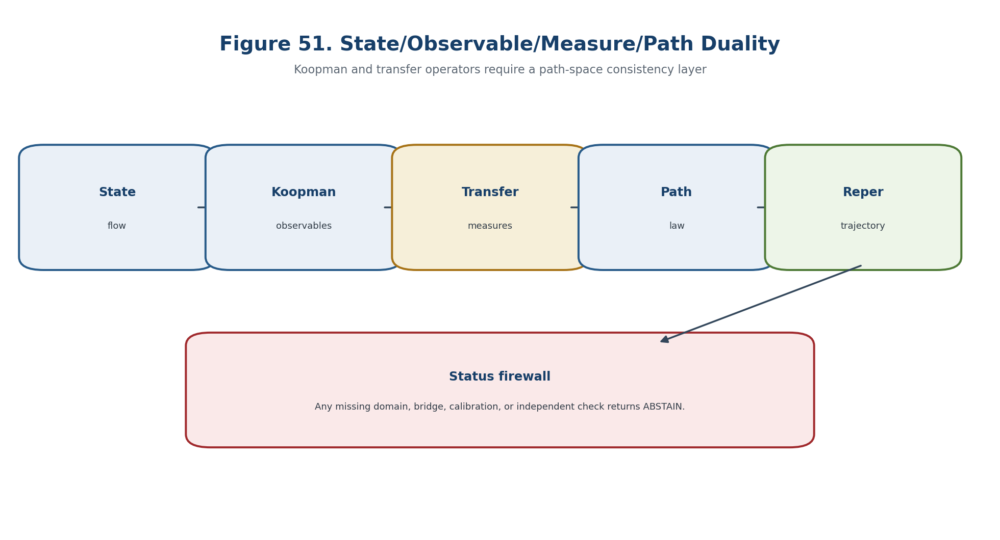 Figure 51. State/Observable/Measure/Path Duality
Koopman and transfer operators require a path-space consistency layer
State
flow
Koopman
observables
Transfer
measures
Path
law
Reper
trajectory
Status firewall
Any missing domain, bridge, calibration, or independent check returns ABSTAIN.